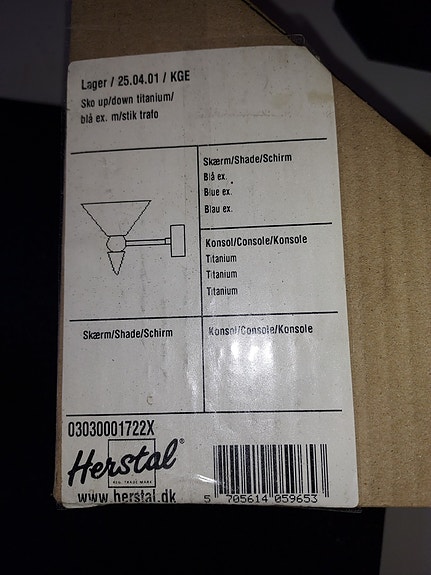 Lager / 25.04.01 / KGE
Sko up/down titanium/
blå ex. m/stik trafo
Skærm/Shade/Schirm
Blå ex.
Blue ex.
Blau ex.
Konsol/Console/Konsole
Titanium
Titanium
Titanium
Skærm/Shade/Schirm
Konsol/Console/Konsole
03030001722X
Herstal®
REG. TRADE MARK
www.herstal.dk
5 705614 059653